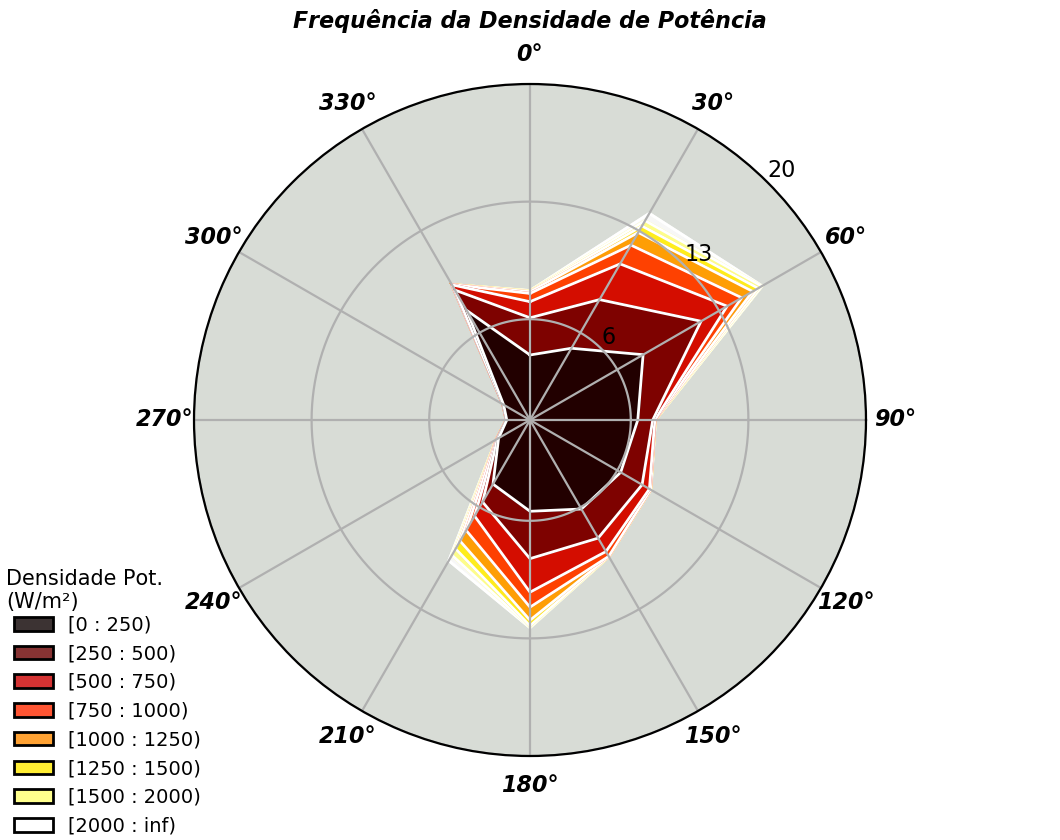 Frequência da Densidade de Potência
0°
330°
30°
20
300°
60°
13
6
270°
90°
240°
120°
210°
150°
180°
Densidade Pot.
(W/m²)
[0 : 250)
[250 : 500)
[500 : 750)
[750 : 1000)
[1000 : 1250)
[1250 : 1500)
[1500 : 2000)
[2000 : inf)